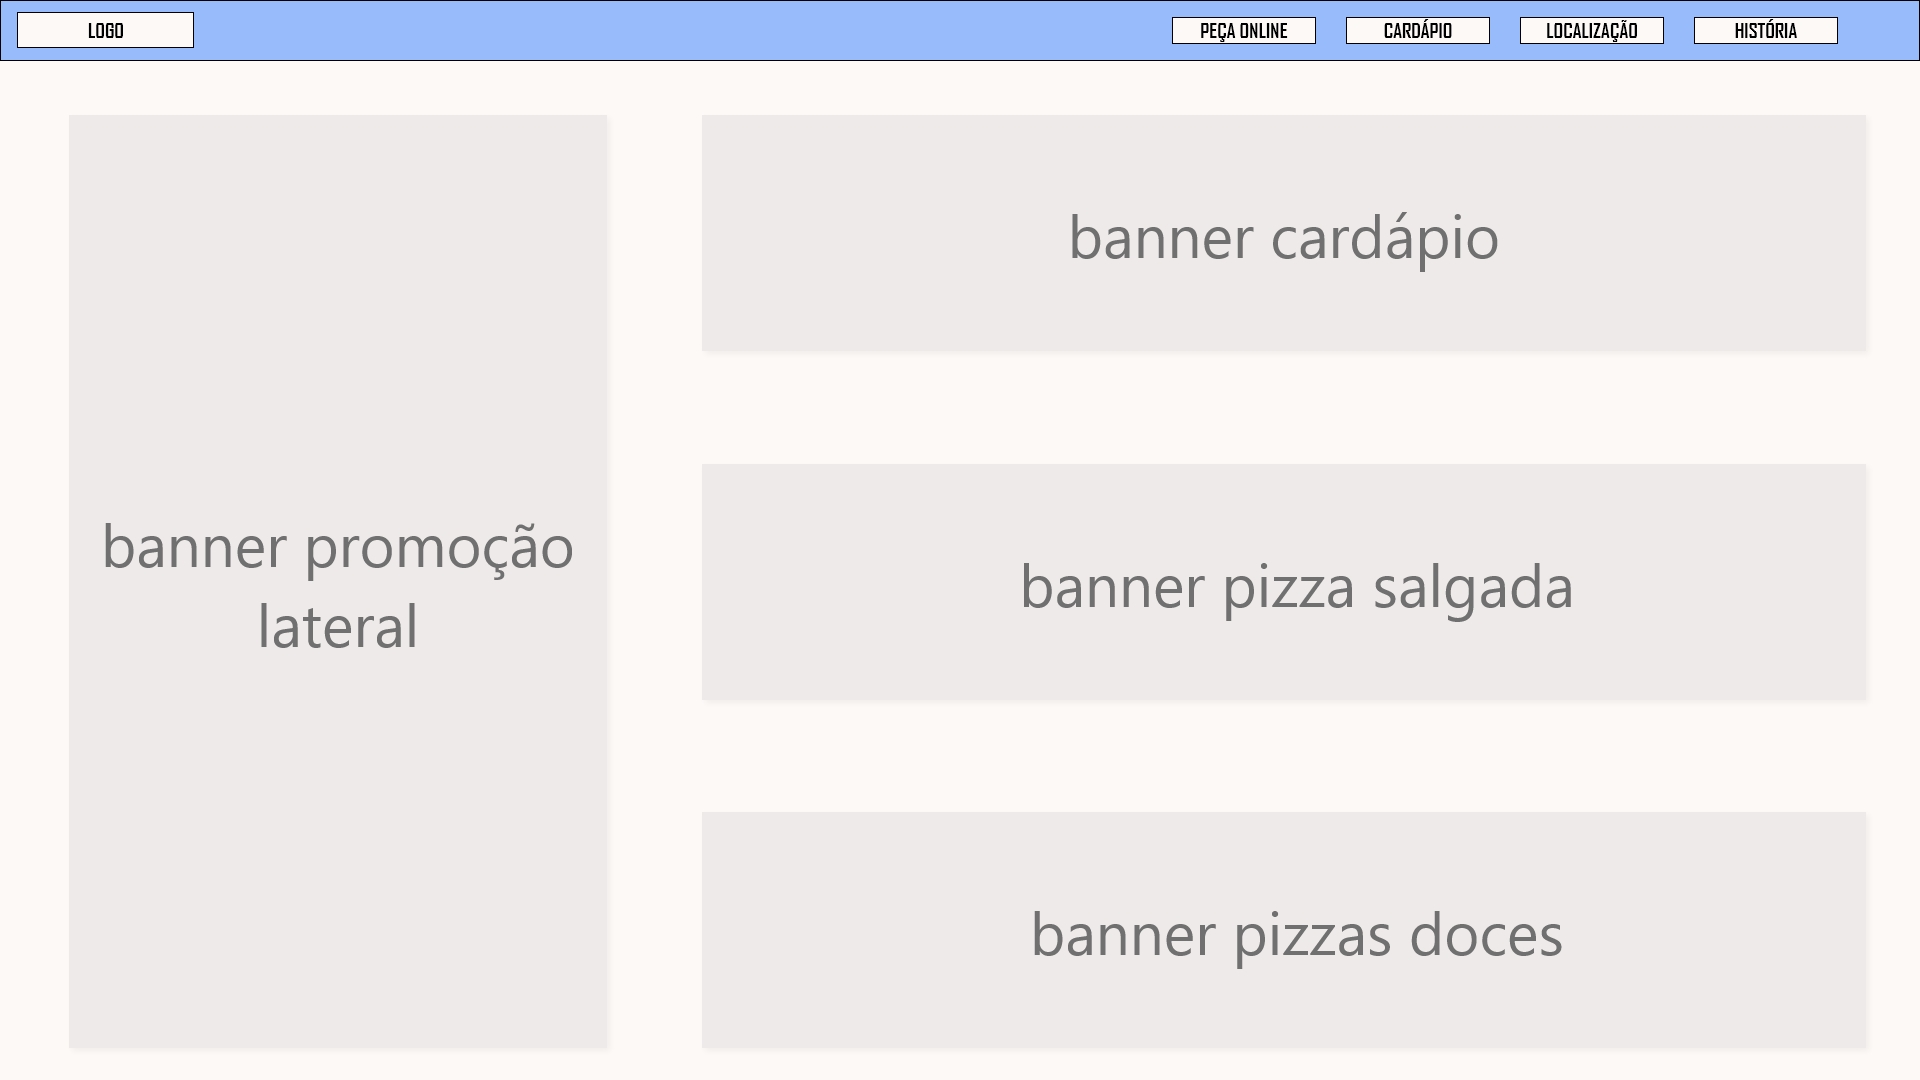 LOGO
PEÇA ONLINE
CARDÁPIO
LOCALIZAÇÃO
HISTÓRIA
banner promoção
lateral
banner cardápio
banner pizza salgada
banner pizzas doces